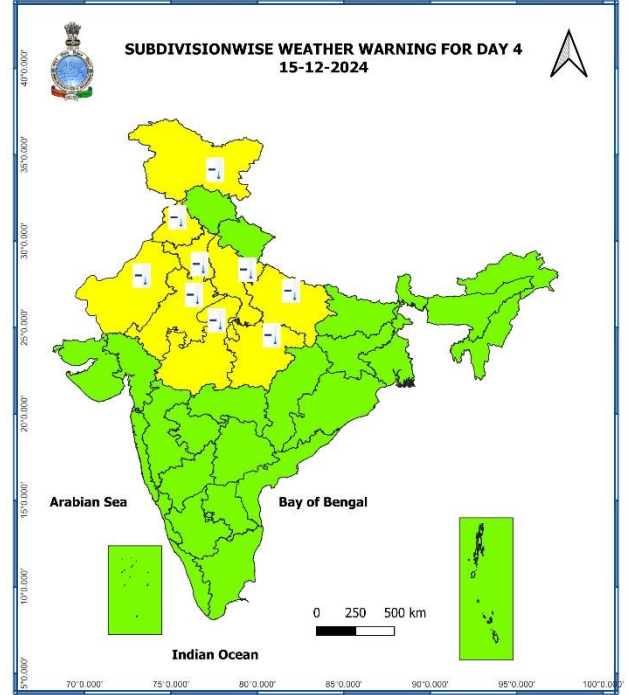 SUBDIVISIONWISE WEATHER WARNING FOR DAY 4
15-12-2024
40°0.000'
35°0.000'
30°0.000'
25°0.000'
20°0.000'
15°0.000'
10°0.000'
5°0.000'
Arabian Sea
Bay of Bengal
0 250 500 km
Indian Ocean
70°0.000' 75°0.000' 80°0.000' 85°0.000' 90°0.000' 95°0.000' 100°0.000'